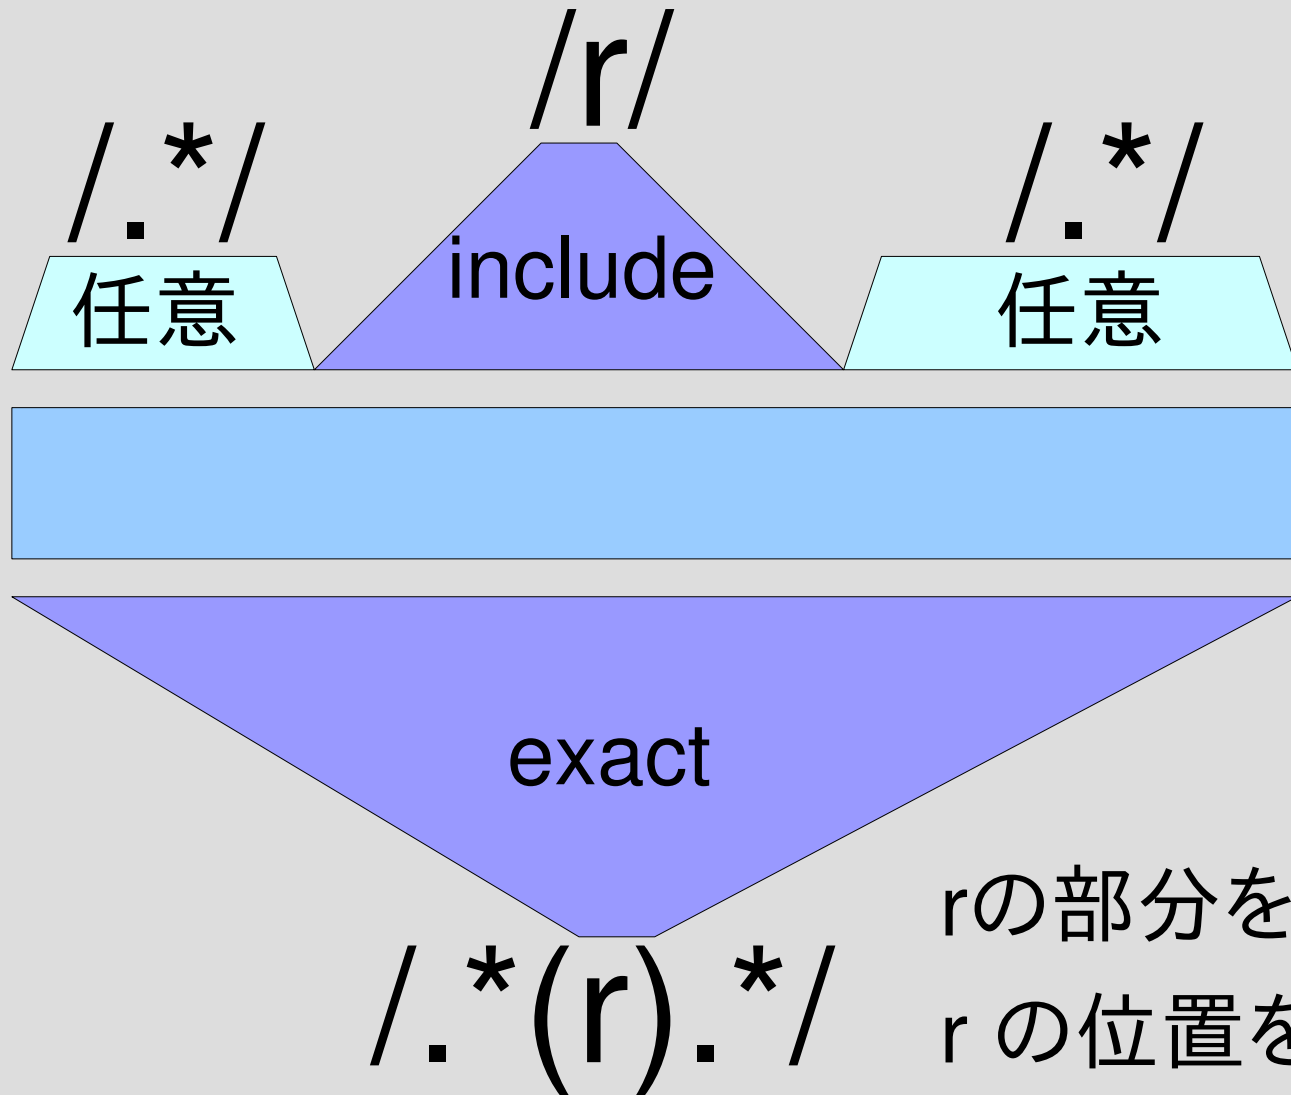 /r/
/.*/
/.*/
include
任意
任意
exact
rの部分を
/.*(r).*/
r の位置を